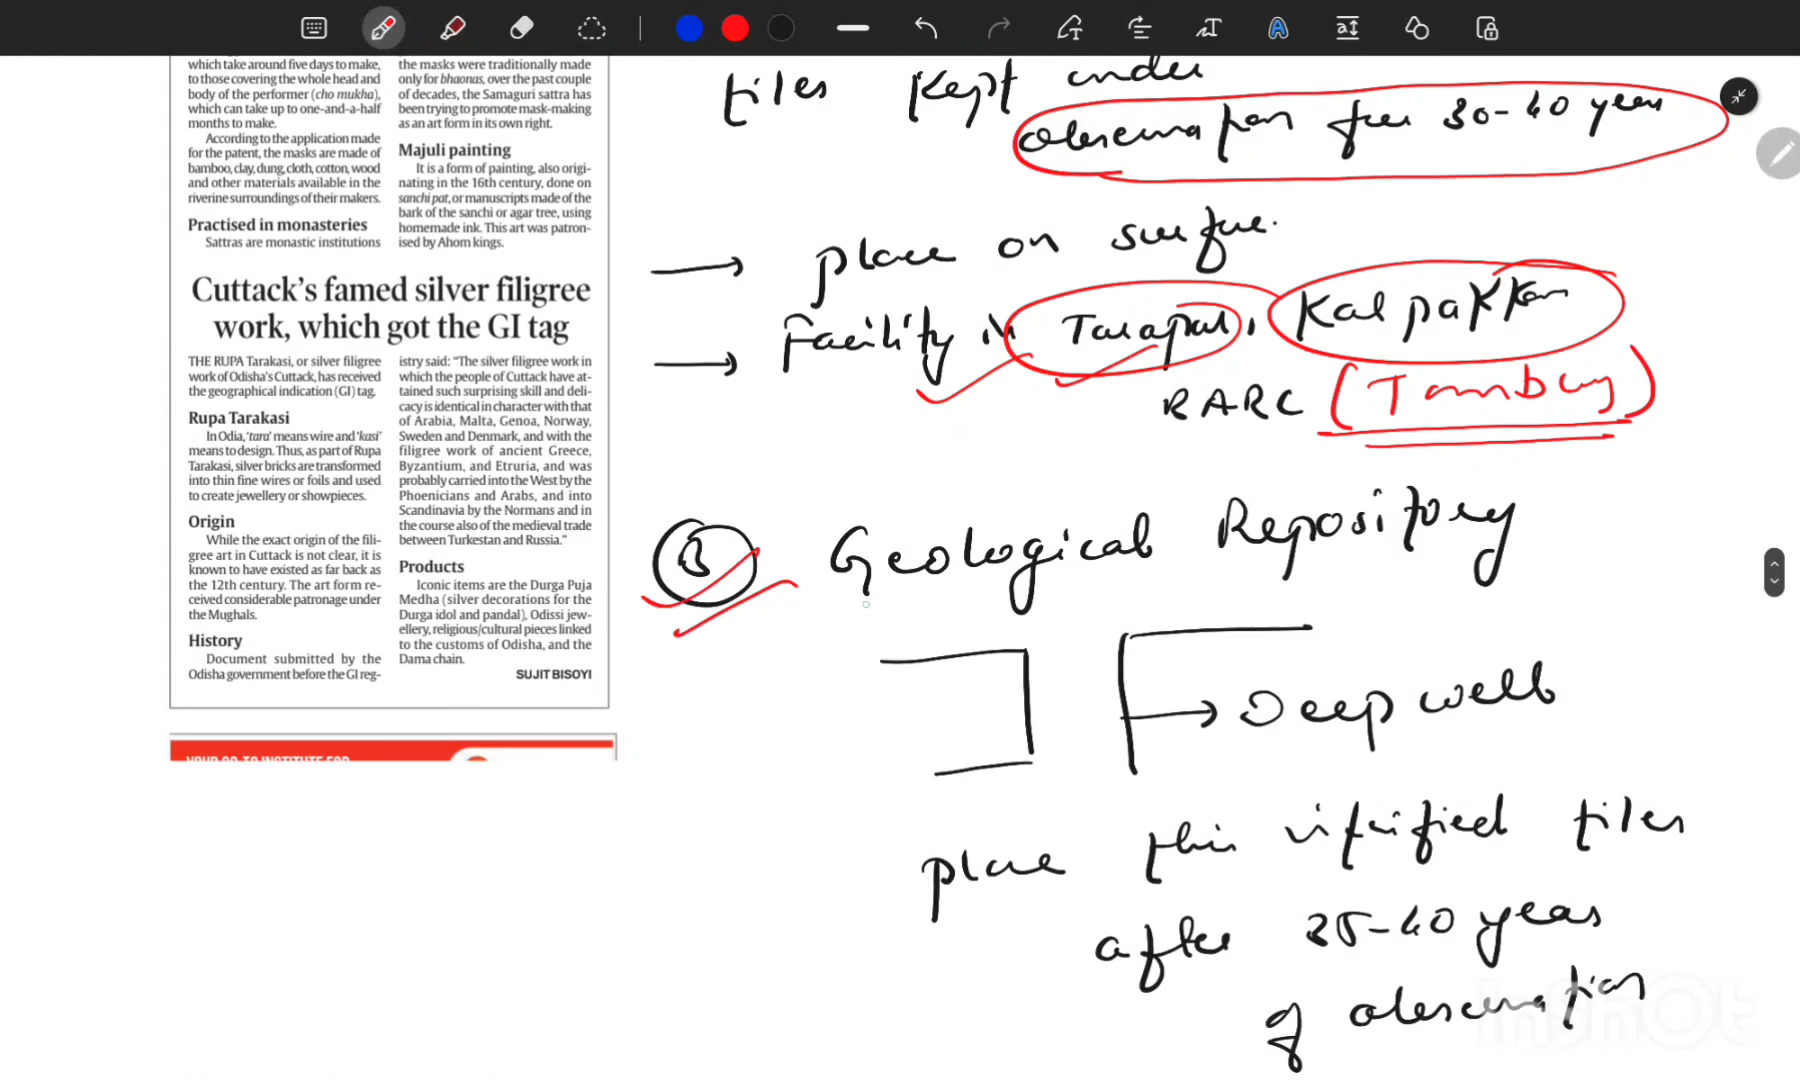 which take around five days to make,
to those covering the whole head and
body of the performer (cho mukha),
which can take up to one-and-a-half
months to make.
According to the application made
for the patent, the masks are made of
bamboo, clay, dung, cloth, cotton, wood
and other materials available in the
riverine surroundings of their makers.
Practised in monasteries
Sattras are monastic institutions
the masks were traditionally made
only for bhaonas, over the past couple
of decades, the Samaguri sattra has
been trying to promote mask-making
as an art form in its own right.
Majuli painting
It is a form of painting, also origi-
nating in the 16th century, done on
sanchi pat, or manuscripts made of the
bark of the sanchi or agar tree, using
homemade ink. This art was patron-
ised by Ahom kings.
Cuttack's famed silver filigree
work, which got the GI tag
THE RUPA Tarakasi, or silver filigree
work of Odisha's Cuttack, has received
the geographical indication (GI) tag.
Rupa Tarakasi
In Odia, 'tara' means wire and 'kasi'
means to design. Thus, as part of Rupa
Tarakasi, silver bricks are transformed
into thin fine wires or foils and used
to create jewellery or showpieces.
Origin
While the exact origin of the fili-
gree art in Cuttack is not clear, it is
known to have existed as far back as
the 12th century. The art form re-
ceived considerable patronage under
the Mughals.
History
Document submitted by the
Odisha government before the GI reg-
istry said: "The silver filigree work in
which the people of Cuttack have at-
tained such surprising skill and deli-
cacy is identical in character with that
of Arabia, Malta, Genoa, Norway,
Sweden and Denmark, and with the
filigree work of ancient Greece,
Byzantium, and Etruria, and was
probably carried into the West by the
Phoenicians and Arabs, and into
Scandinavia by the Normans and in
the course also of the medieval trade
between Turkestan and Russia."
Products
Iconic items are the Durga Puja
Medha (silver decorations for the
Durga idol and pandal), Odissi jew-
ellery, religious/cultural pieces linked
to the customs of Odisha, and the
Dama chain.
SUJIT BISOYI
YOUR GO-TO INSTITUTE FOR
tiles kept under
observation for 30-40 years
→ place on surface.
→ Facility in Tarapur, Kalpakkam
BARC (Trombay)
Geological Repository
→ Deep well
place this vitrified tiles
after 35-40 years
of observation
InShOt